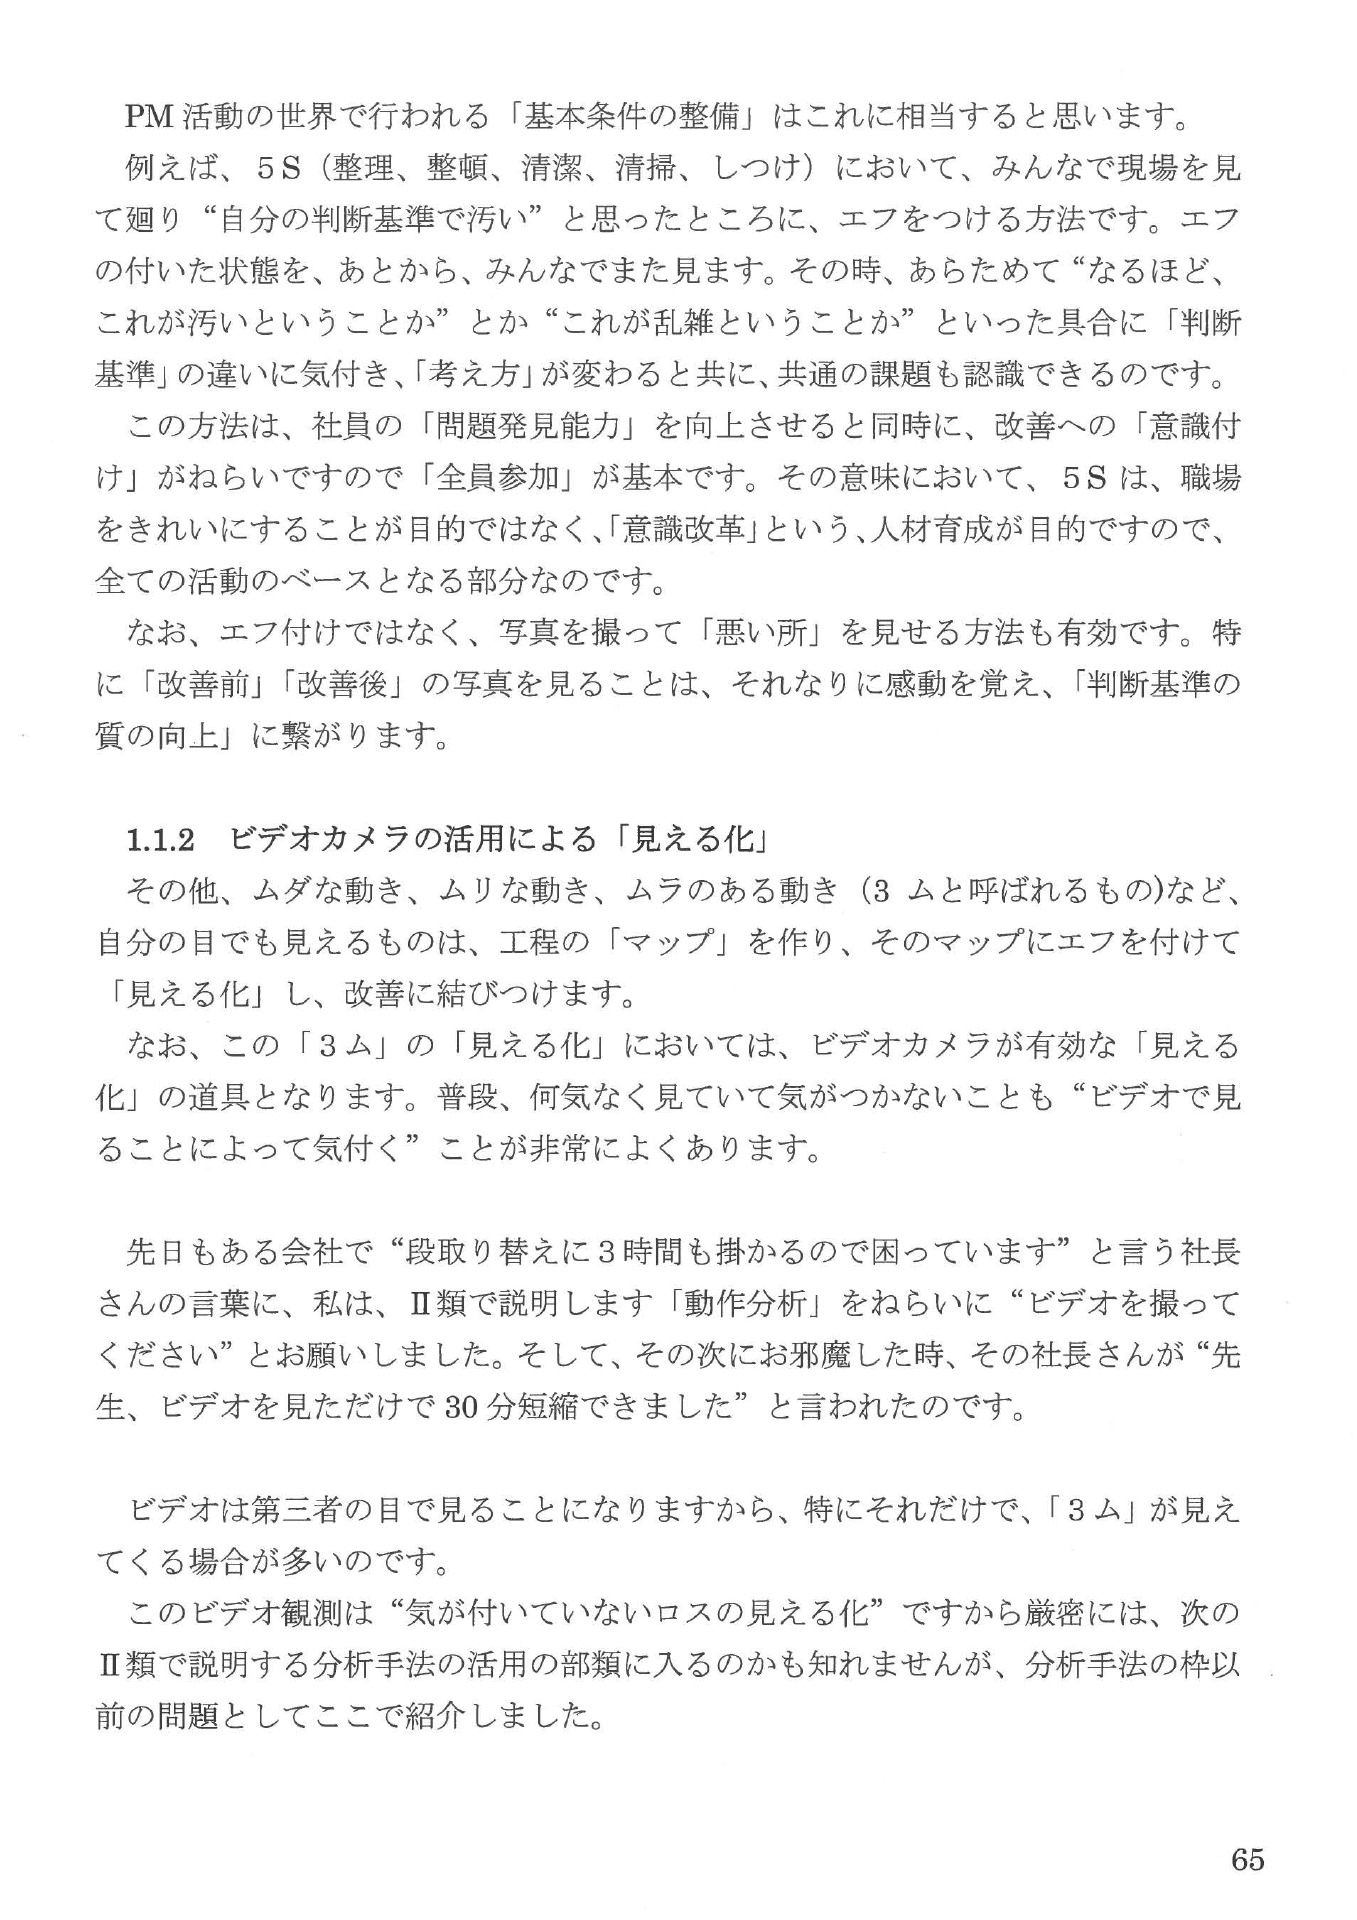 PM 活動の世界で行われる「基本条件の整備」はこれに相当すると思います。
例えば、５S（整理、整頓、清潔、清掃、しつけ）において、みんなで現場を見
て廻り“自分の判断基準で汚い”と思ったところに、エフをつける方法です。エフ
の付いた状態を、あとから、みんなでまた見ます。その時、あらためて“なるほど、
これが汚いということか”とか“これが乱雑ということか”といった具合に「判断
基準」の違いに気付き、「考え方」が変わると共に、共通の課題も認識できるのです。
この方法は、社員の「問題発見能力」を向上させると同時に、改善への「意識付
け」がねらいですので「全員参加」が基本です。その意味において、５S は、職場
をきれいにすることが目的ではなく、「意識改革」という、人材育成が目的ですので、
全ての活動のベースとなる部分なのです。
なお、エフ付けではなく、写真を撮って「悪い所」を見せる方法も有効です。特
に「改善前」「改善後」の写真を見ることは、それなりに感動を覚え、「判断基準の
質の向上」に繋がります。
1.1.2　ビデオカメラの活用による「見える化」
その他、ムダな動き、ムリな動き、ムラのある動き（3 ムと呼ばれるもの)など、
自分の目でも見えるものは、工程の「マップ」を作り、そのマップにエフを付けて
「見える化」し、改善に結びつけます。
なお、この「３ム」の「見える化」においては、ビデオカメラが有効な「見える
化」の道具となります。普段、何気なく見ていて気がつかないことも“ビデオで見
ることによって気付く”ことが非常によくあります。
先日もある会社で“段取り替えに３時間も掛かるので困っています”と言う社長
さんの言葉に、私は、Ⅱ類で説明します「動作分析」をねらいに“ビデオを撮って
ください”とお願いしました。そして、その次にお邪魔した時、その社長さんが“先
生、ビデオを見ただけで 30 分短縮できました”と言われたのです。
ビデオは第三者の目で見ることになりますから、特にそれだけで、「３ム」が見え
てくる場合が多いのです。
このビデオ観測は“気が付いていないロスの見える化”ですから厳密には、次の
Ⅱ類で説明する分析手法の活用の部類に入るのかも知れませんが、分析手法の枠以
前の問題としてここで紹介しました。
65